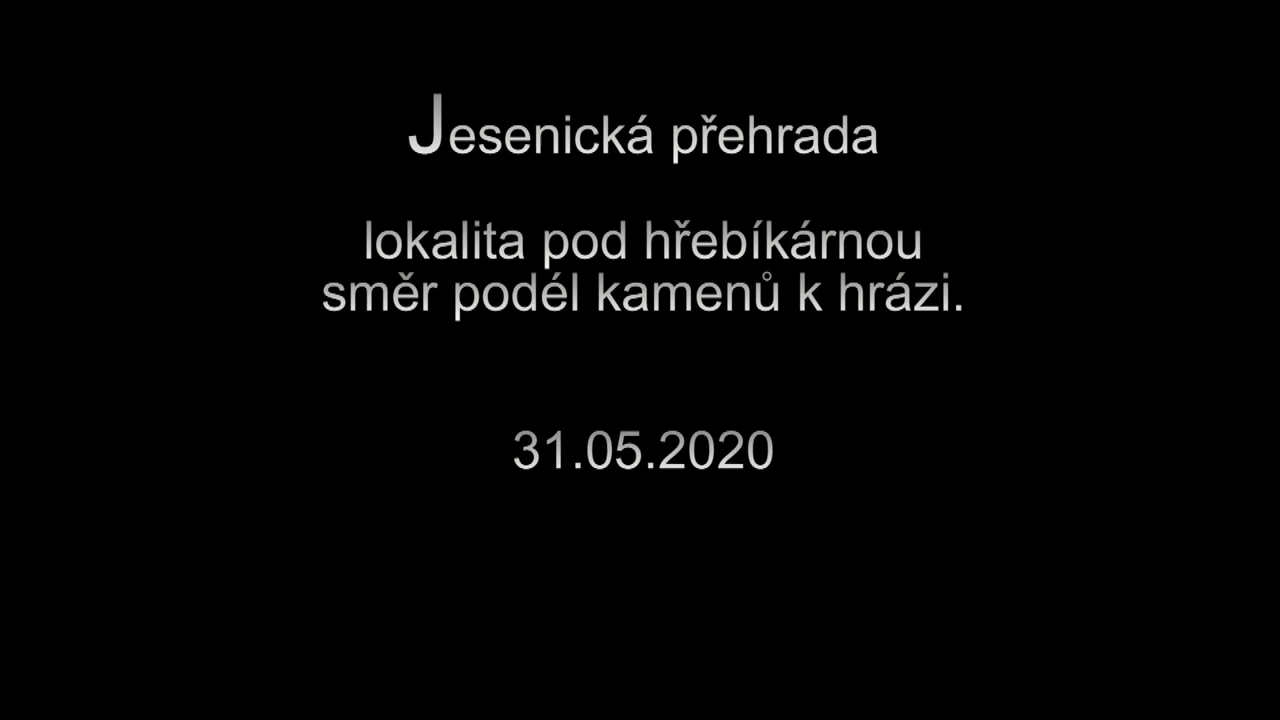 Jesenická přehrada
lokalita pod hřebíkárnou
směr podél kamenů k hrázi.
31.05.2020